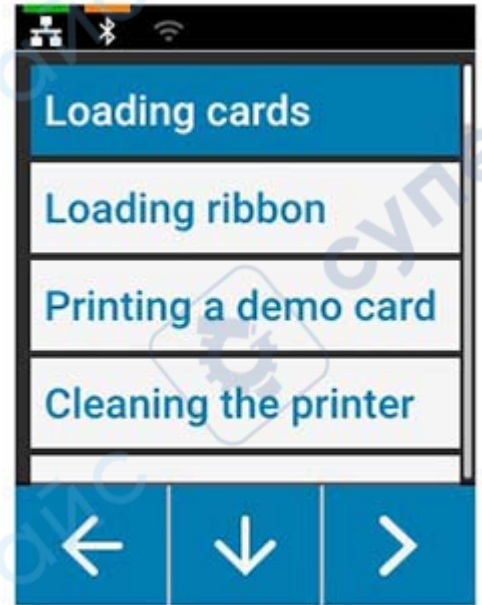 Loading cards
Loading ribbon
Printing a demo card
Cleaning the printer